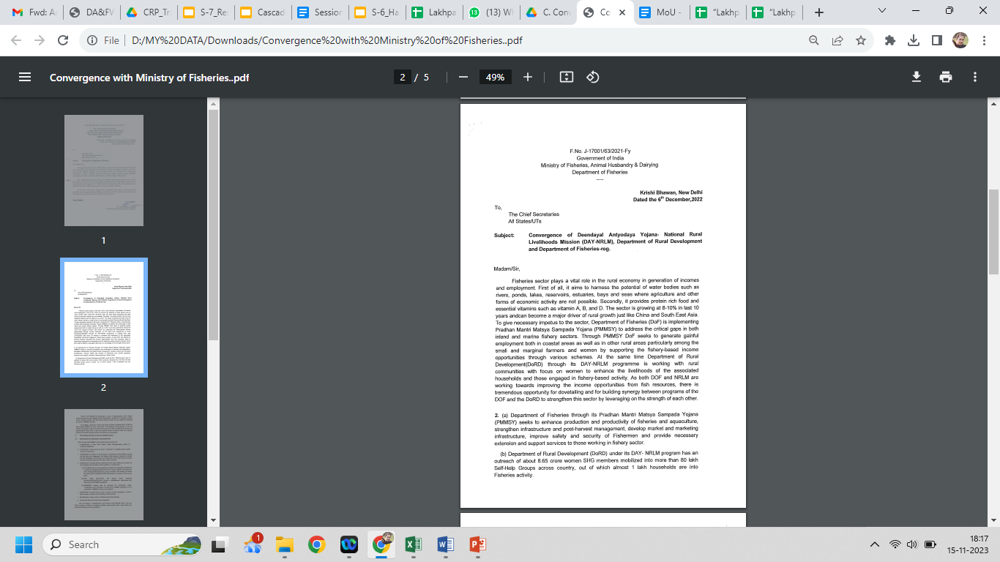 Fwd: A
DA&FW
CRP_Tra
S-7_Res
Cascad
Session
S-6_Ha
Lakhpa
(13) Wh
C. Conv
Co
MoU -
"Lakhp
"Lakhp
File D:/MY%20DATA/Downloads/Convergence%20with%20Ministry%20of%20Fisheries..pdf
Convergence with Ministry of Fisheries..pdf
2 / 5
49%
1
2
F.No. J-17001/63/2021-Fy
Government of India
Ministry of Fisheries, Animal Husbandry & Dairying
Department of Fisheries
----
Krishi Bhawan, New Delhi
Dated the 6th December,2022
To,
The Chief Secretaries
All States/UTs
Subject: Convergence of Deendayal Antyodaya Yojana- National Rural
Livelihoods Mission (DAY-NRLM), Department of Rural Development
and Department of Fisheries-reg.
Madam/Sir,
Fisheries sector plays a vital role in the rural economy in generation of incomes
and employment. First of all, it aims to harness the potential of water bodies such as
rivers, ponds, lakes, reservoirs, estuaries, bays and seas where agriculture and other
forms of economic activity are not possible. Secondly, it provides protein rich food and
essential vitamins such as vitamin A, B, and D. The sector is growing at 8-10% in last 10
years andcan become a major driver of rural growth just like China and South East Asia.
To give necessary impetus to the sector, Department of Fisheries (DoF) is implementing
Pradhan Mantri Matsya Sampada Yojana (PMMSY) to address the critical gaps in both
inland and marine fishery sectors. Through PMMSY DoF seeks to generate gainful
employment both in coastal areas as well as in other rural areas particularly among the
small and marginal farmers and women by supporting the fishery-based income
opportunities through various schemes. At the same time Department of Rural
Development(DoRD) through its DAY-NRLM programme is working with rural
communities with focus on women to enhance the livelihoods of the associated
households and those engaged in fishery-based activity. As both DOF and NRLM are
working towards improving the income opportunities from fish resources, there is
tremendous opportunity for dovetailing and for building synergy between programs of the
DOF and the DoRD to strengthen this sector by leveraging on the strength of each other.
2. (a) Department of Fisheries through its Pradhan Mantri Matsya Sampada Yojana
(PMMSY) seeks to enhance production and productivity of fisheries and aquaculture,
strengthen infrastructure and post-harvest management, develop market and marketing
infrastructure, improve safety and security of Fishermen and provide necessary
extension and support services to those working in fishery sector.
(b) Department of Rural Development (DoRD) under its DAY- NRLM program has an
outreach of about 8.65 crore women SHG members mobilized into more than 80 lakh
Self-Help Groups across country, out of which almost 1 lakh households are into
Fisheries activity.
Search
1
18:17
15-11-2023